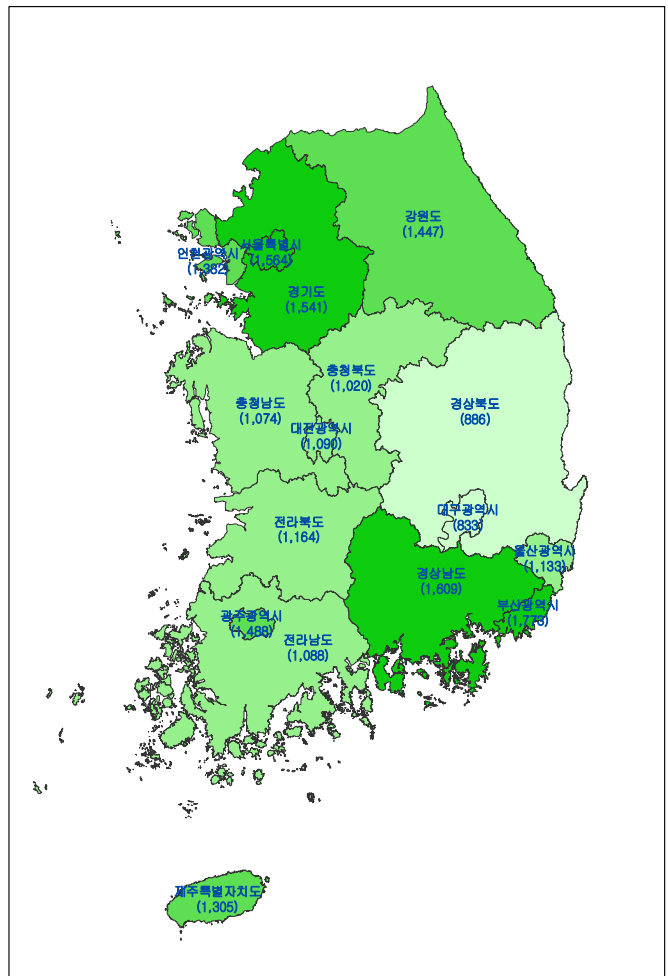 강원도
(1,447)
서울특별시
(1,564)
인천광역시
(1,382)
경기도
(1,541)
충청북도
(1,020)
충청남도
(1,074)
경상북도
(886)
대전광역시
(1,090)
대구광역시
(833)
전라북도
(1,164)
울산광역시
(1,133)
경상남도
(1,609)
부산광역시
(1,773)
광주광역시
(1,488)
전라남도
(1,088)
제주특별자치도
(1,305)